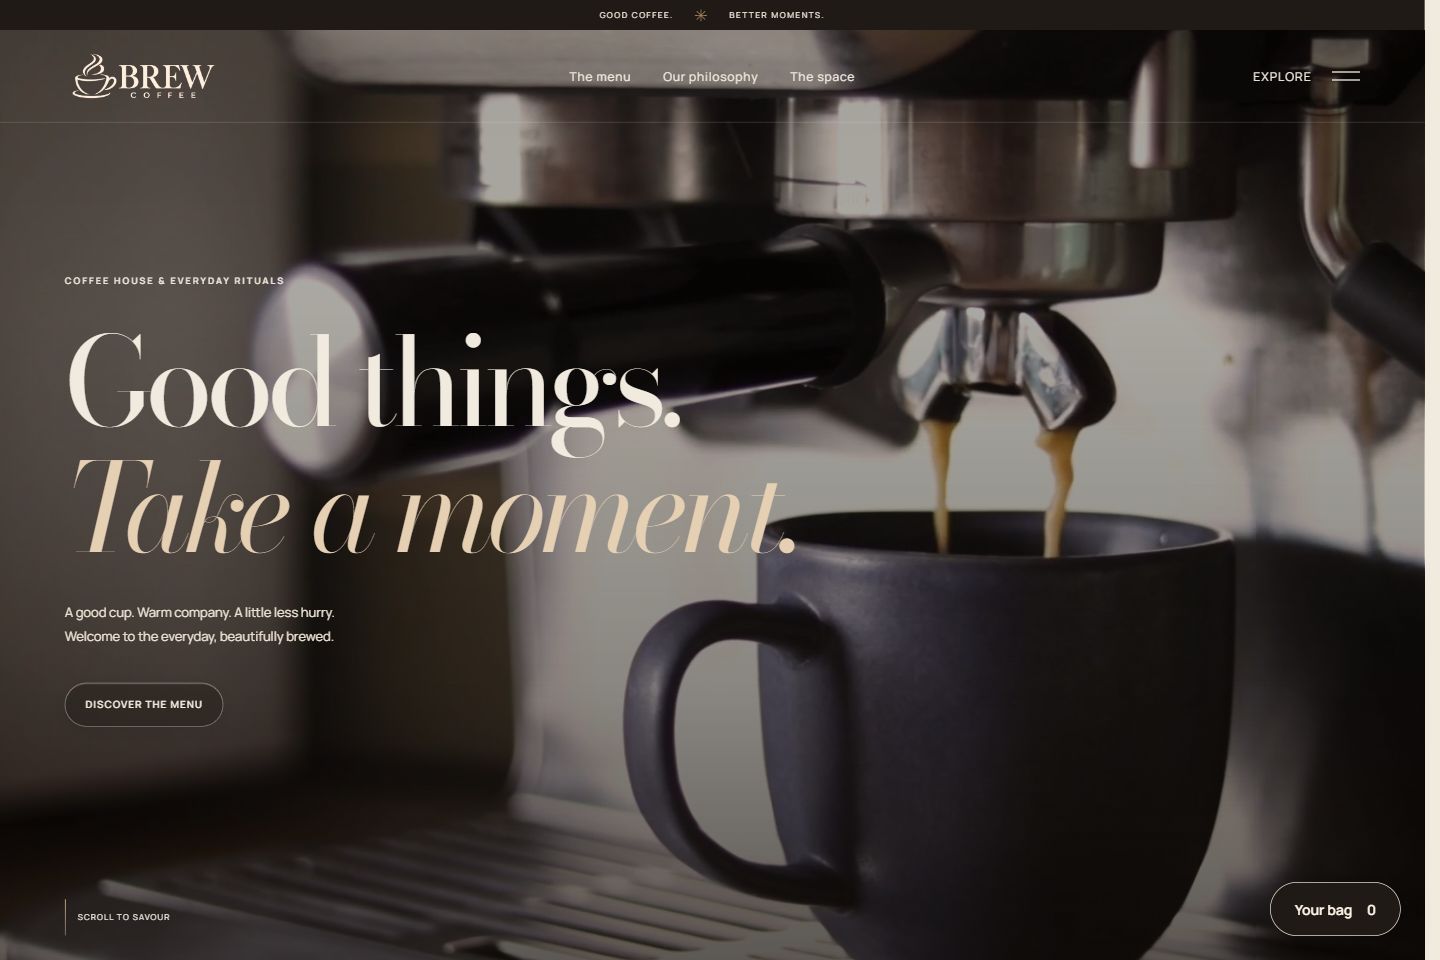 GOOD COFFEE. BETTER MOMENTS.
BREW
COFFEE
The menu Our philosophy The space
EXPLORE
COFFEE HOUSE & EVERYDAY RITUALS
Good things.
Take a moment.
A good cup. Warm company. A little less hurry.
Welcome to the everyday, beautifully brewed.
DISCOVER THE MENU
SCROLL TO SAVOUR
Your bag 0